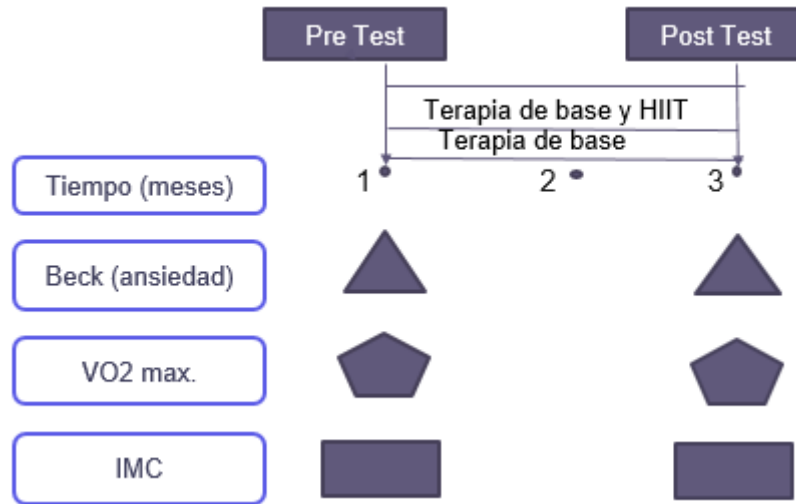 Pre Test
Post Test
Terapia de base y HIIT
Terapia de base
Tiempo (meses)
1
2
3
Beck (ansiedad)
VO2 max.
IMC